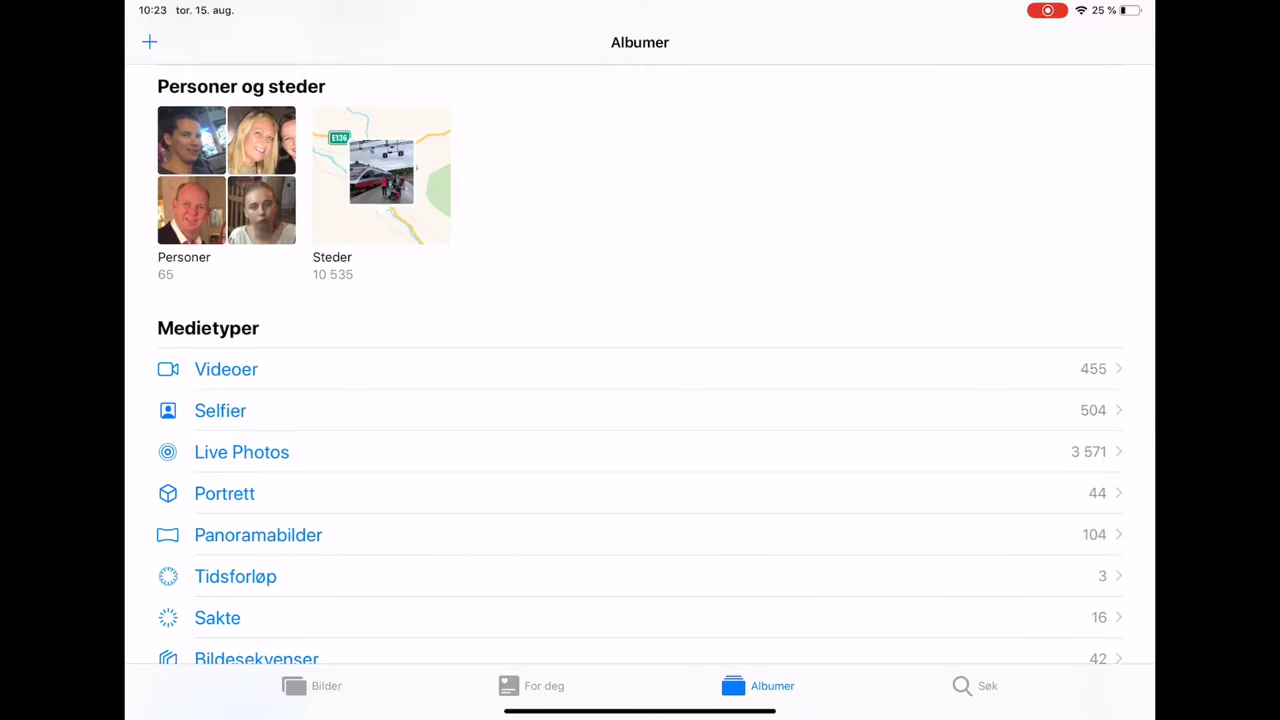 10:23 tor. 15. aug. 25 %
Albumer
Personer og steder
E136
Personer
65
Steder
10 535
Medietyper
Videoer 455
Selfier 504
Live Photos 3 571
Portrett 44
Panoramabilder 104
Tidsforløp 3
Sakte 16
Bildesekvenser 42
Bilder For deg Albumer Søk